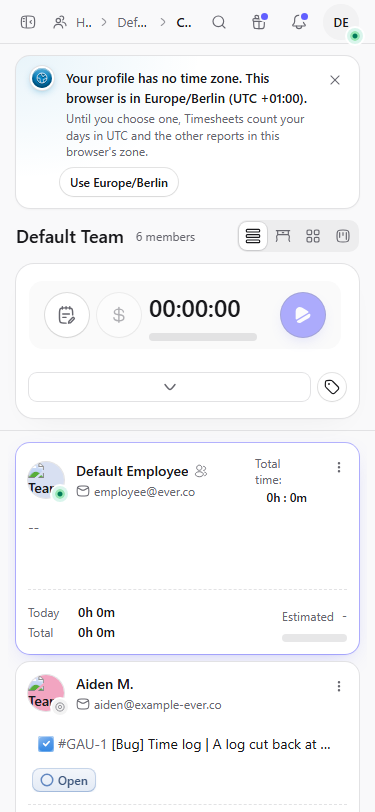 H.. > Def... > C..
DE
Your profile has no time zone. This
browser is in Europe/Berlin (UTC +01:00).
Until you choose one, Timesheets count your
days in UTC and the other reports in this
browser's zone.
Use Europe/Berlin
Default Team 6 members
$ 00:00:00
Team
Default Employee
employee@ever.co
Total
time:
0h : 0m
--
Today 0h 0m
Total 0h 0m
Estimated -
Team
Aiden M.
aiden@example-ever.co
#GAU-1 [Bug] Time log | A log cut back at ...
Open